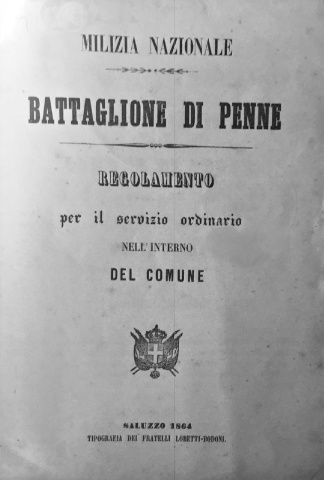 MILIZIA NAZIONALE
BATTAGLIONE DI PENNE
REGOLAMENTO
per il servizio ordinario
NELL'INTERNO
DEL COMUNE
SALUZZO 1864
TIPOGRAFIA DEI FRATELLI LOBETTI-BODONI.